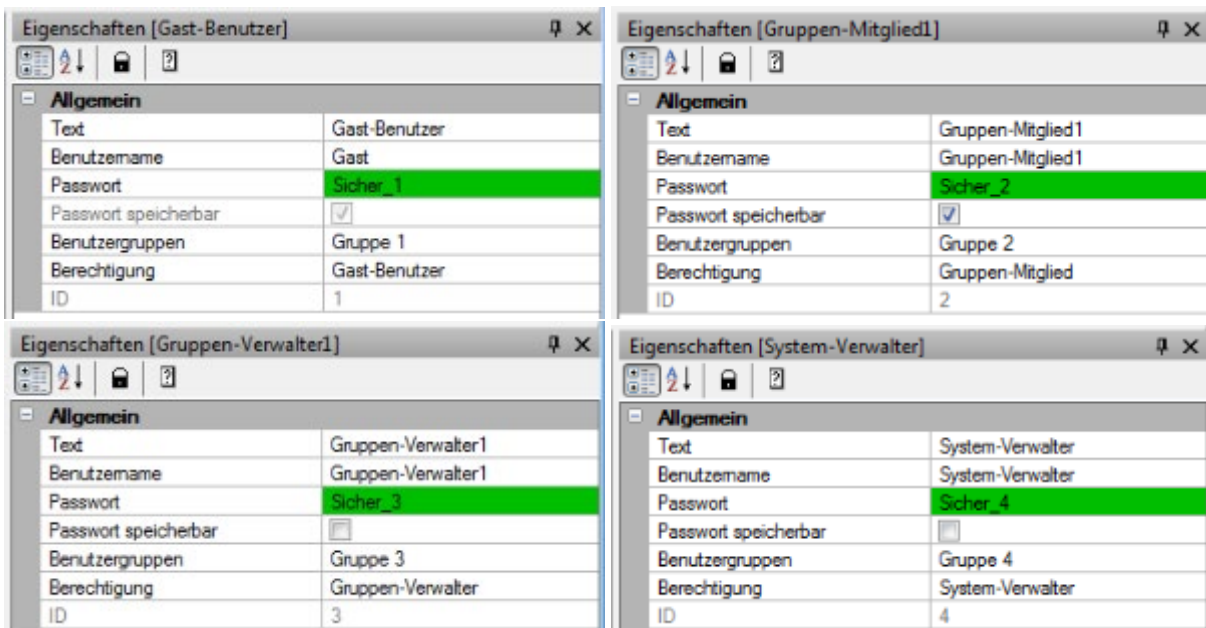 Eigenschaften [Gast-Benutzer]
Allgemein
Text Gast-Benutzer
Benutzername Gast
Passwort Sicher_1
Passwort speicherbar
Benutzergruppen Gruppe 1
Berechtigung Gast-Benutzer
ID 1
Eigenschaften [Gruppen-Mitglied1]
Allgemein
Text Gruppen-Mitglied1
Benutzername Gruppen-Mitglied1
Passwort Sicher_2
Passwort speicherbar
Benutzergruppen Gruppe 2
Berechtigung Gruppen-Mitglied
ID 2
Eigenschaften [Gruppen-Verwalter1]
Allgemein
Text Gruppen-Verwalter1
Benutzername Gruppen-Verwalter1
Passwort Sicher_3
Passwort speicherbar
Benutzergruppen Gruppe 3
Berechtigung Gruppen-Verwalter
ID 3
Eigenschaften [System-Verwalter]
Allgemein
Text System-Verwalter
Benutzername System-Verwalter
Passwort Sicher_4
Passwort speicherbar
Benutzergruppen Gruppe 4
Berechtigung System-Verwalter
ID 4